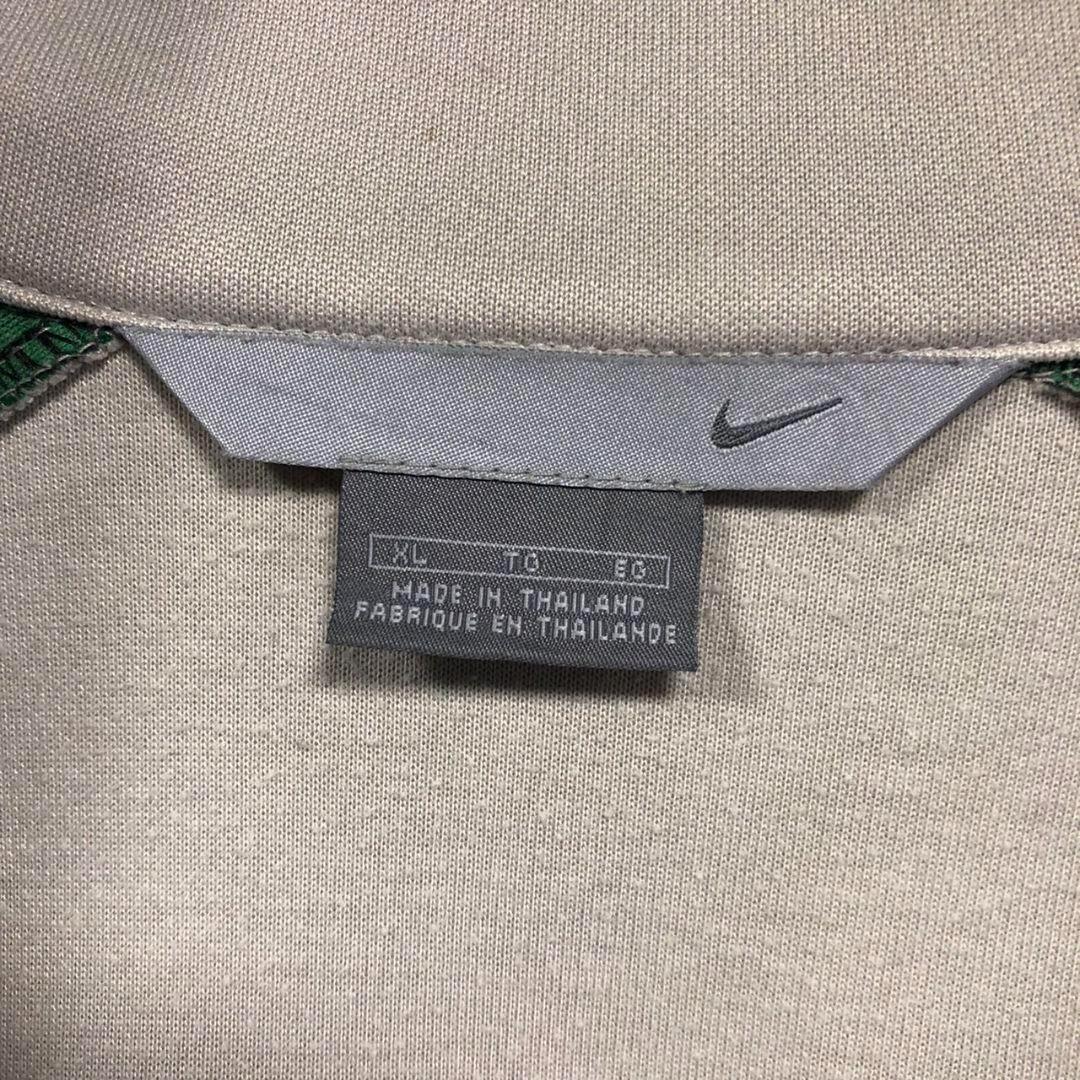 XL TG EG
MADE IN THAILAND
FABRIQUE EN THAILANDE